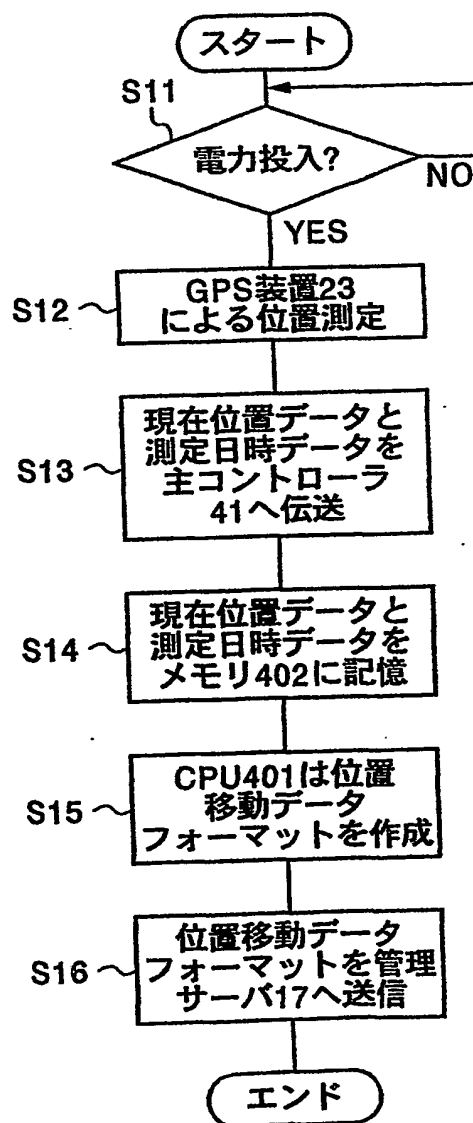 スタート
S11
電力投入?
NO
YES
S12
GPS装置23
による位置測定
S13
現在位置データと
測定日時データを
主コントローラ
41へ伝送
S14
現在位置データと
測定日時データを
メモリ402に記憶
S15
CPU401は位置
移動データ
フォーマットを作成
S16
位置移動データ
フォーマットを管理
サーバ17へ送信
エンド